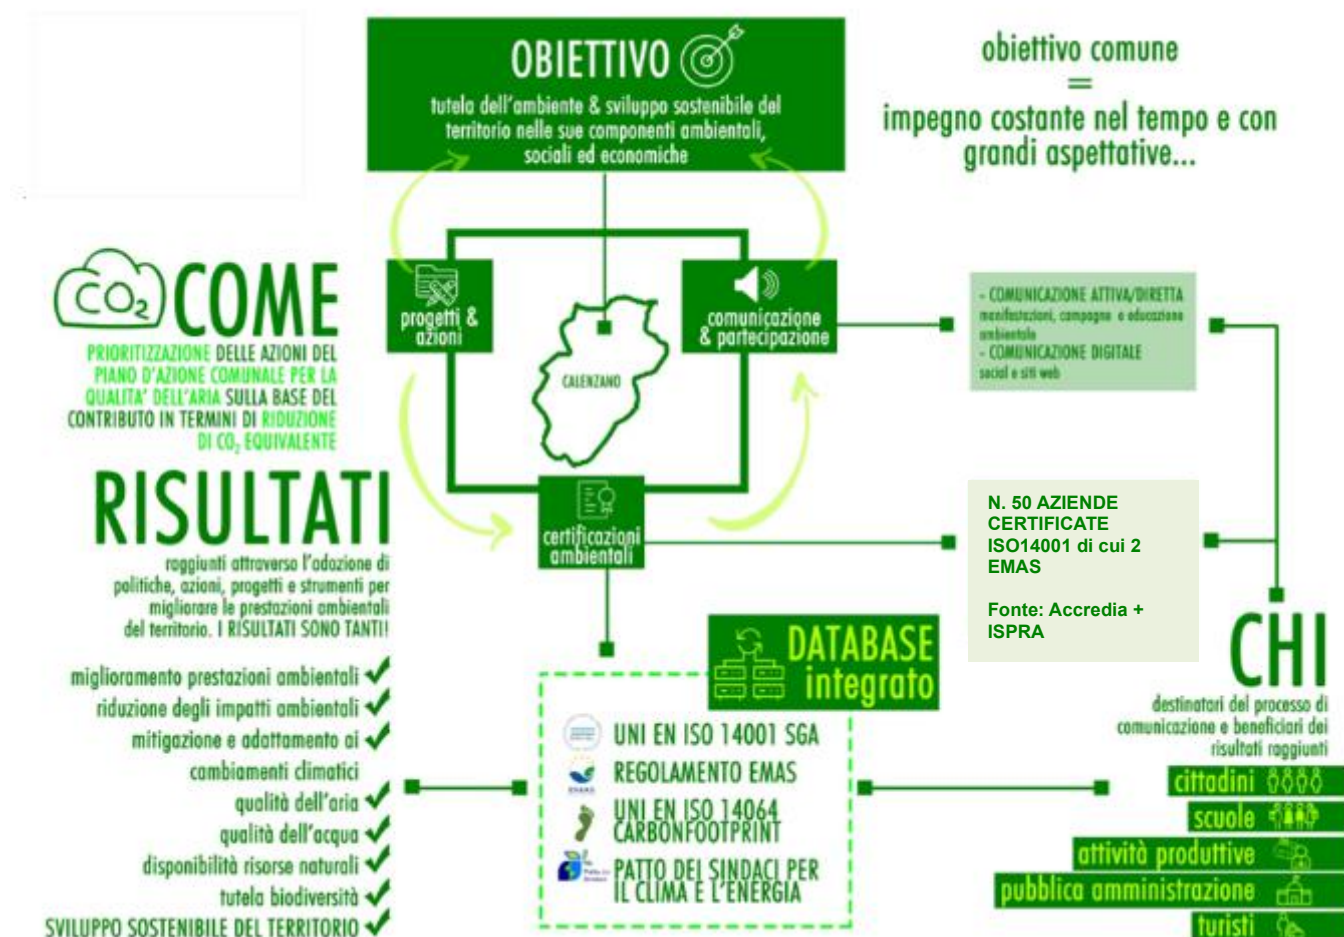 OBIETTIVO
tutela dell'ambiente & sviluppo sostenibile del
territorio nelle sue componenti ambientali,
sociali ed economiche
obiettivo comune
=
impegno costante nel tempo e con
grandi aspettative...
CO₂
COME
PRIORITIZZAZIONE DELLE AZIONI DEL
PIANO D'AZIONE COMUNALE PER LA
QUALITA' DELL'ARIA SULLA BASE DEL
CONTRIBUTO IN TERMINI DI RIDUZIONE
DI CO₂ EQUIVALENTE
progetti &
azioni
comunicazione
& partecipazione
CALENZANO
certificazioni
ambientali
- COMUNICAZIONE ATTIVA/DIRETTA
manifestazioni, campagne e educazione
ambientale
- COMUNICAZIONE DIGITALE
social e siti web
N. 50 AZIENDE
CERTIFICATE
ISO14001 di cui 2
EMAS
Fonte: Accredia +
ISPRA
RISULTATI
raggiunti attraverso l'adozione di
politiche, azioni, progetti e strumenti per
migliorare le prestazioni ambientali
del territorio. I RISULTATI SONO TANTI!
miglioramento prestazioni ambientali
riduzione degli impatti ambientali
mitigazione e adattamento ai
cambiamenti climatici
qualità dell'aria
qualità dell'acqua
disponibilità risorse naturali
tutela biodiversità
SVILUPPO SOSTENIBILE DEL TERRITORIO
DATABASE
integrato
UNI EN ISO 14001 SGA
REGOLAMENTO EMAS
EMAS
UNI EN ISO 14064
CARBONFOOTPRINT
PATTO DEI SINDACI PER
IL CLIMA E L'ENERGIA
CHI
destinatari del processo di
comunicazione e beneficiari dei
risultati raggiunti
cittadini
scuole
attività produttive
pubblica amministrazione
turisti